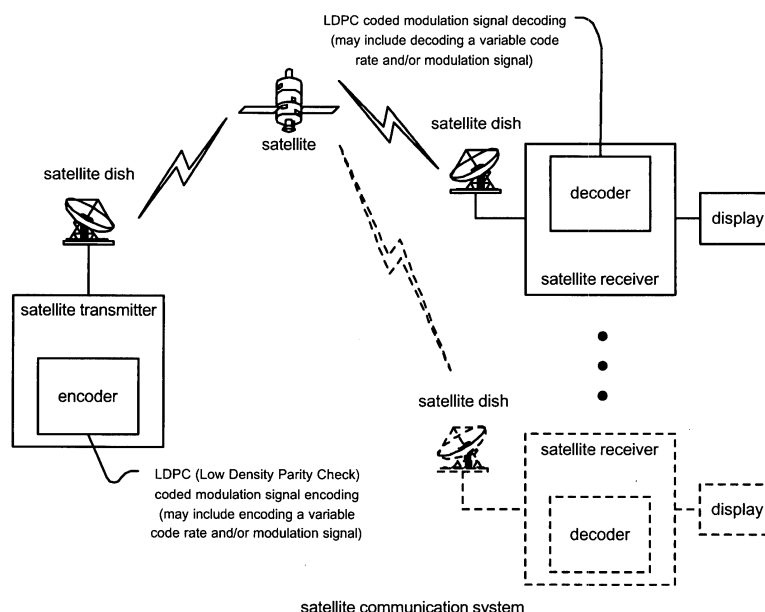 LDPC coded modulation signal decoding
(may include decoding a variable code
rate and/or modulation signal)
satellite
satellite dish
satellite dish
decoder
display
satellite receiver
satellite transmitter
encoder
satellite dish
satellite receiver
LDPC (Low Density Parity Check)
coded modulation signal encoding
(may include encoding a variable
code rate and/or modulation signal)
decoder
display
satellite communication system